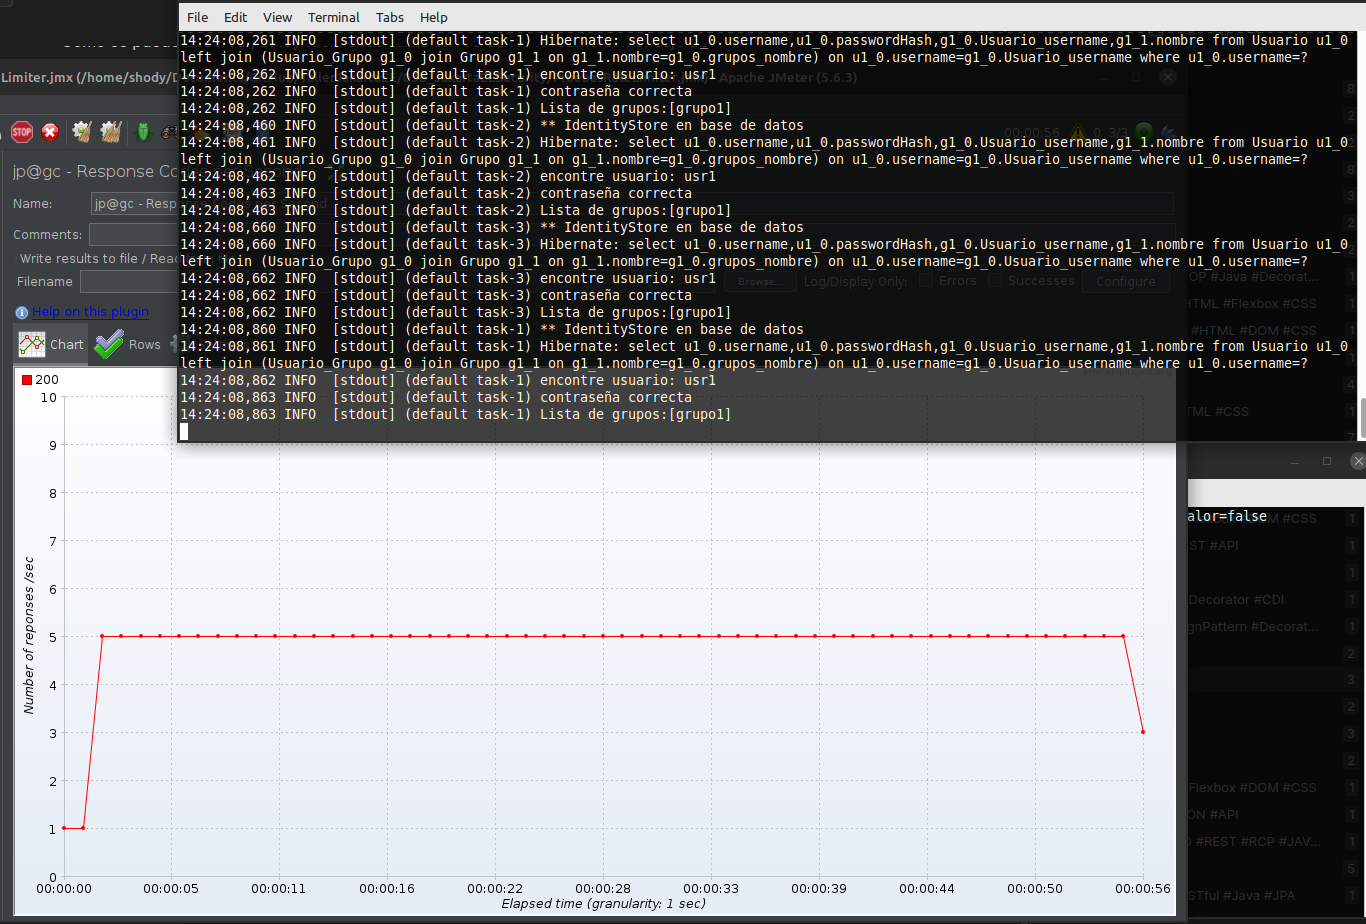 File Edit View Terminal Tabs Help
14:24:08,261 INFO  [stdout] (default task-1) Hibernate: select u1_0.username,u1_0.passwordHash,g1_0.Usuario_username,g1_1.nombre from Usuario u1_0
left join (Usuario_Grupo g1_0 join Grupo g1_1 on g1_1.nombre=g1_0.grupos_nombre) on u1_0.username=g1_0.Usuario_username where u1_0.username=?
14:24:08,262 INFO  [stdout] (default task-1) encontre usuario: usr1
14:24:08,262 INFO  [stdout] (default task-1) contraseña correcta
14:24:08,262 INFO  [stdout] (default task-1) Lista de grupos:[grupo1]
14:24:08,460 INFO  [stdout] (default task-2) ** IdentityStore en base de datos
14:24:08,461 INFO  [stdout] (default task-2) Hibernate: select u1_0.username,u1_0.passwordHash,g1_0.Usuario_username,g1_1.nombre from Usuario u1_0
left join (Usuario_Grupo g1_0 join Grupo g1_1 on g1_1.nombre=g1_0.grupos_nombre) on u1_0.username=g1_0.Usuario_username where u1_0.username=?
14:24:08,462 INFO  [stdout] (default task-2) encontre usuario: usr1
14:24:08,463 INFO  [stdout] (default task-2) contraseña correcta
14:24:08,463 INFO  [stdout] (default task-2) Lista de grupos:[grupo1]
14:24:08,660 INFO  [stdout] (default task-3) ** IdentityStore en base de datos
14:24:08,660 INFO  [stdout] (default task-3) Hibernate: select u1_0.username,u1_0.passwordHash,g1_0.Usuario_username,g1_1.nombre from Usuario u1_0
left join (Usuario_Grupo g1_0 join Grupo g1_1 on g1_1.nombre=g1_0.grupos_nombre) on u1_0.username=g1_0.Usuario_username where u1_0.username=?
14:24:08,662 INFO  [stdout] (default task-3) encontre usuario: usr1
14:24:08,662 INFO  [stdout] (default task-3) contraseña correcta
14:24:08,662 INFO  [stdout] (default task-3) Lista de grupos:[grupo1]
14:24:08,860 INFO  [stdout] (default task-1) ** IdentityStore en base de datos
14:24:08,861 INFO  [stdout] (default task-1) Hibernate: select u1_0.username,u1_0.passwordHash,g1_0.Usuario_username,g1_1.nombre from Usuario u1_0
left join (Usuario_Grupo g1_0 join Grupo g1_1 on g1_1.nombre=g1_0.grupos_nombre) on u1_0.username=g1_0.Usuario_username where u1_0.username=?
14:24:08,862 INFO  [stdout] (default task-1) encontre usuario: usr1
14:24:08,863 INFO  [stdout] (default task-1) contraseña correcta
14:24:08,863 INFO  [stdout] (default task-1) Lista de grupos:[grupo1]
Limiter.jmx (/home/shody/D
Apache JMeter (5.6.3)
STOP
00:00:56 0 3/3
jp@gc - Response Co
Name: jp@gc - Resp
Comments:
Write results to file / Rea
Filename
Browse... Log/Display Only: Errors Successes Configure
Help on this plugin
Chart Rows
200
10
9
8
7
6
5
4
3
2
1
0
Number of reponses /sec
00:00:00 00:00:05 00:00:11 00:00:16 00:00:22 00:00:28 00:00:33 00:00:39 00:00:44 00:00:50 00:00:56
Elapsed time (granularity: 1 sec)
OP #Java #Decorat...
HTML #Flexbox #CSS
#HTML #DOM #CSS
TML #CSS
alor=false
ST #API
Decorator #CDI
gnPattern #Decorat...
Flexbox #DOM #CSS
ON #API
#REST #RCP #JAV...
STful #Java #JPA